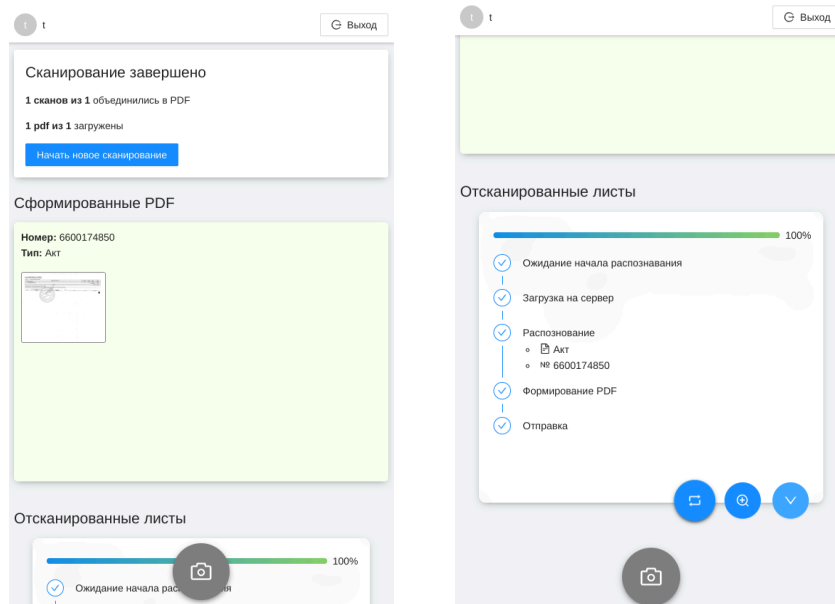 t t
Выход
Сканирование завершено
1 сканов из 1 объединились в PDF
1 pdf из 1 загружены
Начать новое сканирование
Сформированные PDF
Номер: 6600174850
Тип: Акт
Отсканированные листы
100%
Ожидание начала рас я
t t
Выход
Отсканированные листы
100%
Ожидание начала распознавания
Загрузка на сервер
Распознование
Акт
№ 6600174850
Формирование PDF
Отправка